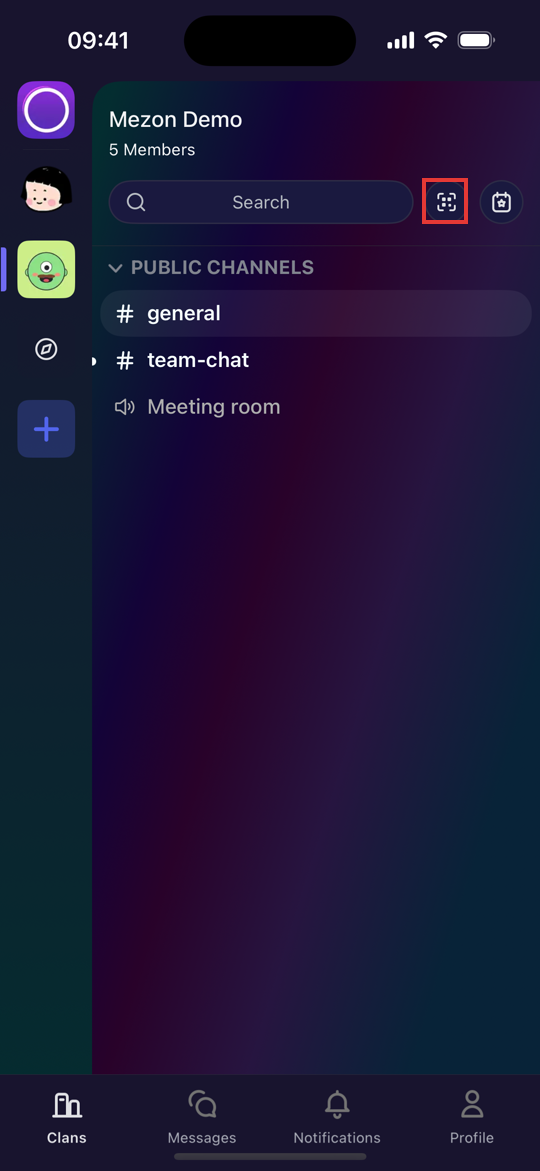 09:41
Mezon Demo
5 Members
Search
PUBLIC CHANNELS
# general
# team-chat
Meeting room
Clans
Messages
Notifications
Profile